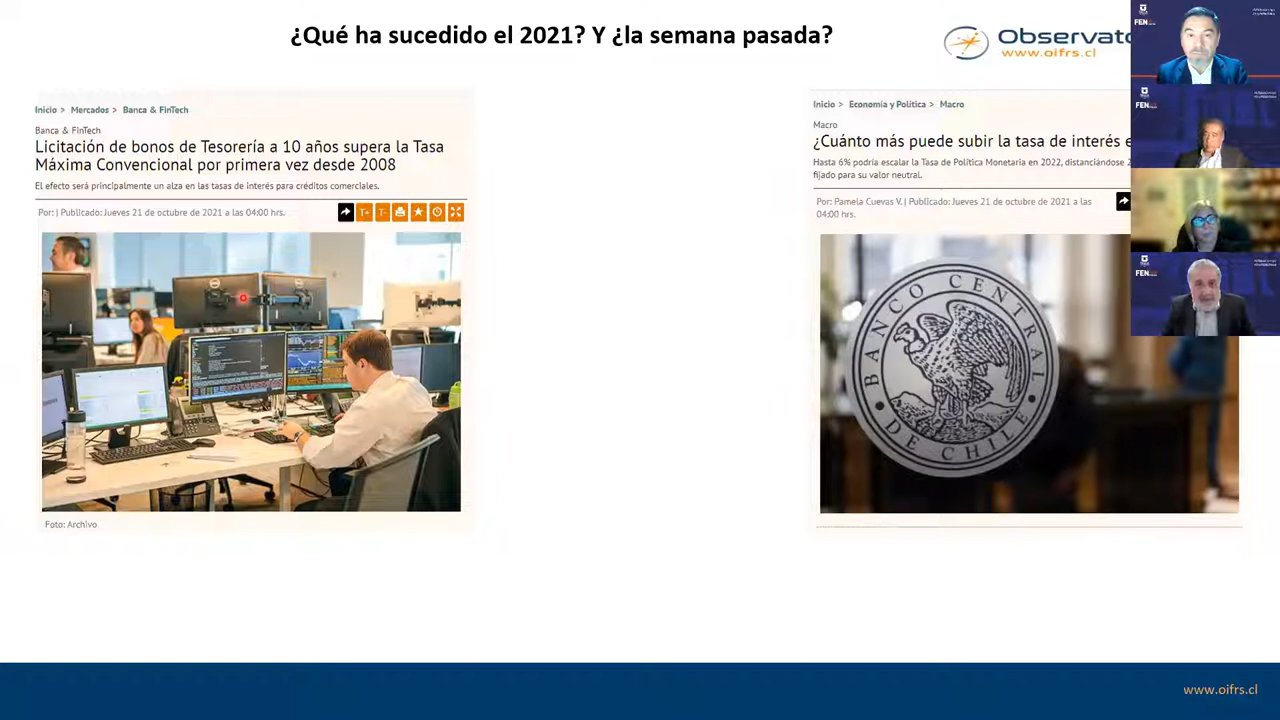 ¿Qué ha sucedido el 2021? Y ¿la semana pasada?
Observato
www.oifrs.cl
Inicio > Mercados > Banca & FinTech
Banca & FinTech
Licitación de bonos de Tesorería a 10 años supera la Tasa
Máxima Convencional por primera vez desde 2008
El efecto será principalmente un alza en las tasas de interés para créditos comerciales.
Por: | Publicado: Jueves 21 de octubre de 2021 a las 04:00 hrs.
T+ T-
Foto: Archivo
Inicio > Economía y Política > Macro
Macro
¿Cuánto más puede subir la tasa de interés e
Hasta 6% podría escalar la Tasa de Política Monetaria en 2022, distanciándose 2
fijado para su valor neutral.
Por: Pamela Cuevas V. | Publicado: Jueves 21 de octubre de 2021 a las
04:00 hrs.
BANCO CENTRAL
DE CHILE
FEN
FEN
FEN
www.oifrs.cl